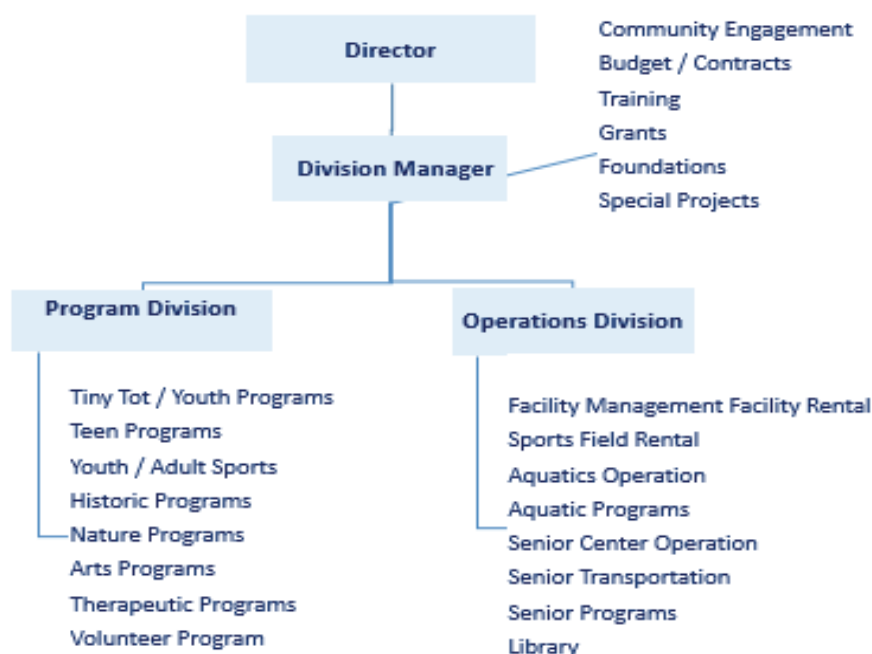 Director
Community Engagement
Budget / Contracts
Training
Grants
Foundations
Special Projects
Division Manager
Program Division
Operations Division
Tiny Tot / Youth Programs
Teen Programs
Youth / Adult Sports
Historic Programs
Nature Programs
Arts Programs
Therapeutic Programs
Volunteer Program
Facility Management Facility Rental
Sports Field Rental
Aquatics Operation
Aquatic Programs
Senior Center Operation
Senior Transportation
Senior Programs
Library